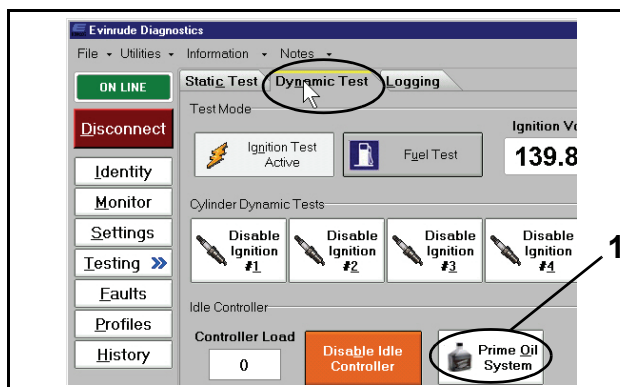 Evinrude Diagnostics
File Utilities Information Notes
ON LINE
Static Test Dynamic Test Logging
Disconnect
Identity
Monitor
Settings
Testing »
Faults
Profiles
History
Test Mode
Ignition Test
Active
Fuel Test
Ignition Vo
139.8
Cylinder Dynamic Tests
Disable
Ignition
#1
Disable
Ignition
#2
Disable
Ignition
#3
Disable
Ignition
#4
Idle Controller
Controller Load
0
Disable Idle
Controller
Prime Oil
System
1